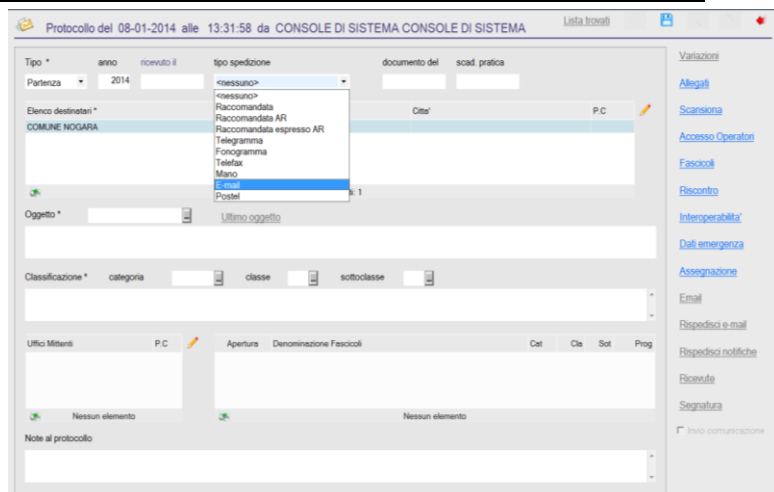 Protocollo del 08-01-2014 alle 13:31:58 da CONSOLE DI SISTEMA CONSOLE DI SISTEMA
Lista trovati
Tipo * anno ricevuto il tipo spedizione documento del scad. pratica
Partenza 2014 <nessuno>
<nessuno>
Raccomandata
Raccomandata AR
Raccomandata espresso AR
Telegramma
Fonogramma
Telefax
Mano
E-mail
Postel
Elenco destinatari * Citta' P.C
COMUNE NOGARA
ti: 1
Oggetto * Ultimo oggetto
Classificazione * categoria classe sottoclasse
Uffici Mittenti P.C Apertura Denominazione Fascicoli Cat Cla Sot Prog
Nessun elemento Nessun elemento
Note al protocollo
Variazioni
Allegati
Scansiona
Accesso Operatori
Fascicoli
Riscontro
Interoperabilita'
Dati emergenza
Assegnazione
Email
Rispedisci e-mail
Rispedisci notifiche
Ricevute
Segnatura
Invio comunicazione